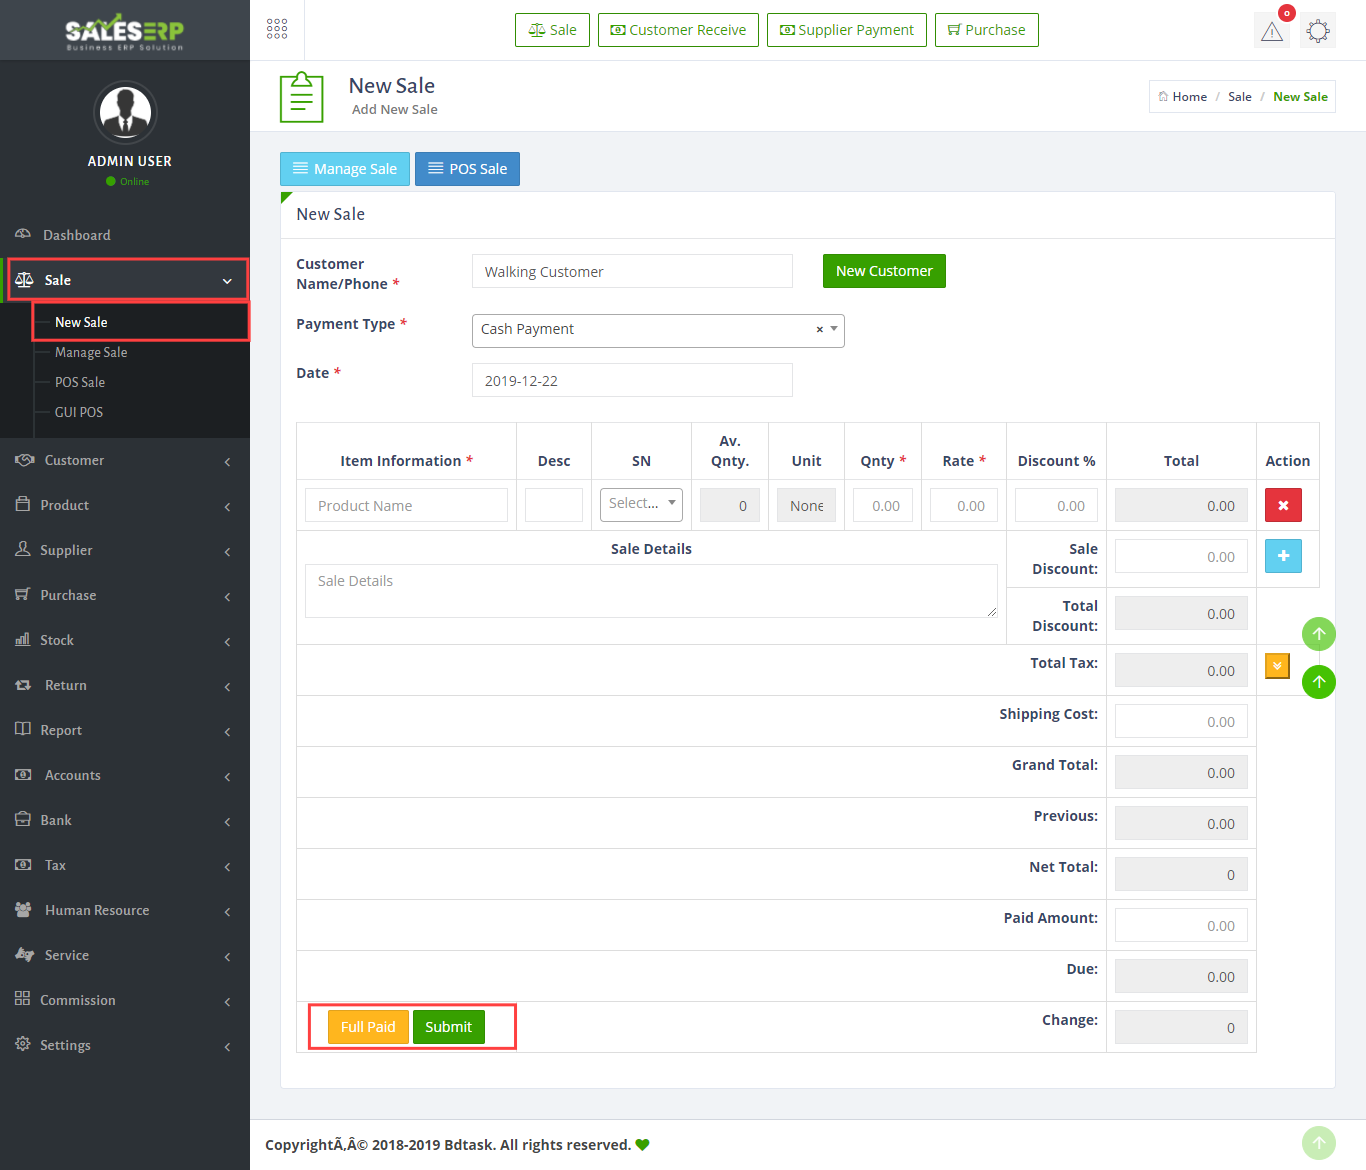 SALESERP
Business ERP Solution
Sale
Customer Receive
Supplier Payment
Purchase
0
New Sale
Add New Sale
Home / Sale / New Sale
ADMIN USER
Online
Dashboard
Sale
New Sale
Manage Sale
POS Sale
GUI POS
Customer
Product
Supplier
Purchase
Stock
Return
Report
Accounts
Bank
Tax
Human Resource
Service
Commission
Settings
Manage Sale
POS Sale
New Sale
Customer Name/Phone *
Walking Customer
New Customer
Payment Type *
Cash Payment ×
Date *
2019-12-22
Item Information * Desc SN Av. Qnty. Unit Qnty * Rate * Discount % Total Action
Product Name Select... 0 None 0.00 0.00 0.00 0.00
Sale Details
Sale Details
Sale Discount: 0.00
Total Discount: 0.00
Total Tax: 0.00
Shipping Cost: 0.00
Grand Total: 0.00
Previous: 0.00
Net Total: 0
Paid Amount: 0.00
Due: 0.00
Full Paid Submit Change: 0
CopyrightÃ‚Â© 2018-2019 Bdtask. All rights reserved.